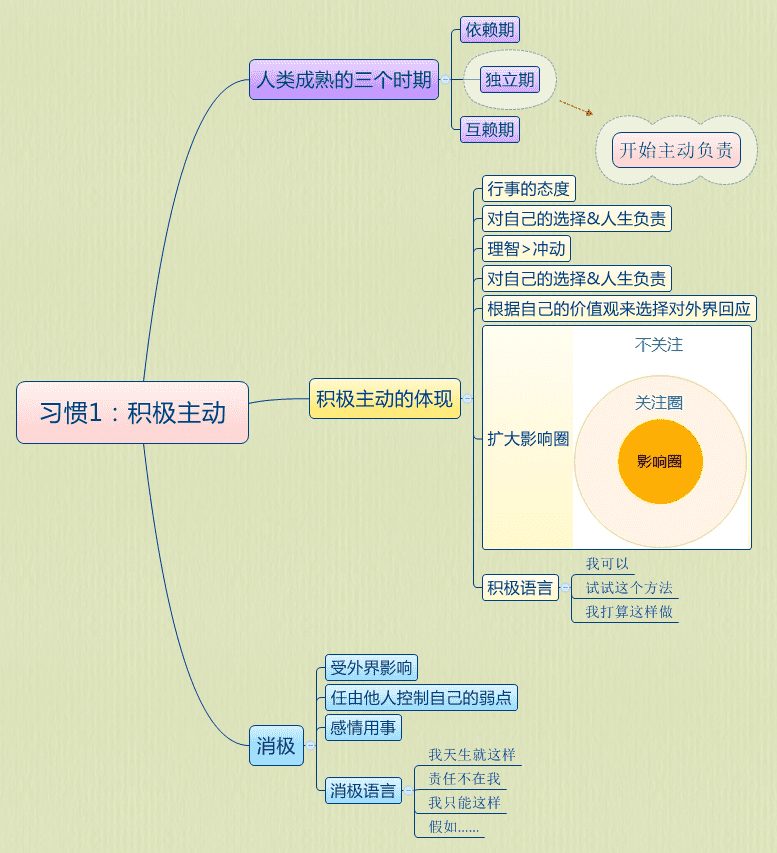 习惯1：积极主动
人类成熟的三个时期
依赖期
独立期
互赖期
开始主动负责
积极主动的体现
行事的态度
对自己的选择&人生负责
理智>冲动
对自己的选择&人生负责
根据自己的价值观来选择对外界回应
扩大影响圈
不关注
关注圈
影响圈
积极语言
我可以
试试这个方法
我打算这样做
消极
受外界影响
任由他人控制自己的弱点
感情用事
消极语言
我天生就这样
责任不在我
我只能这样
假如……